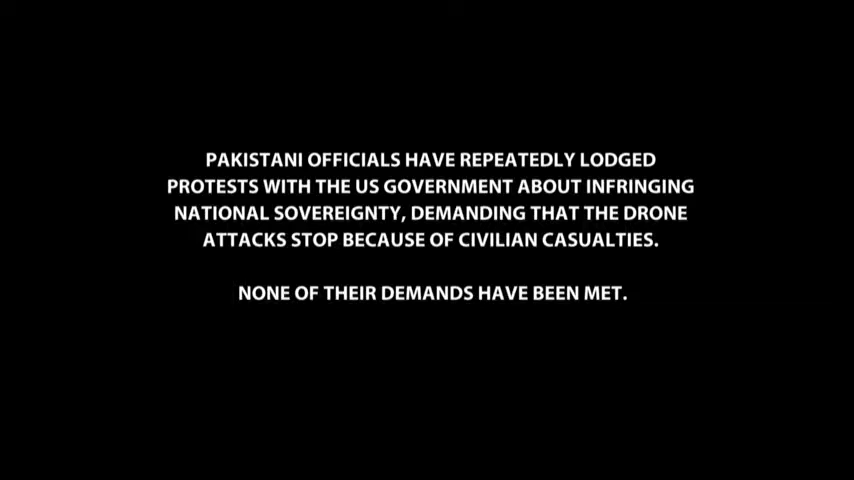 PAKISTANI OFFICIALS HAVE REPEATEDLY LODGED
PROTESTS WITH THE US GOVERNMENT ABOUT INFRINGING
NATIONAL SOVEREIGNTY, DEMANDING THAT THE DRONE
ATTACKS STOP BECAUSE OF CIVILIAN CASUALTIES.
NONE OF THEIR DEMANDS HAVE BEEN MET.